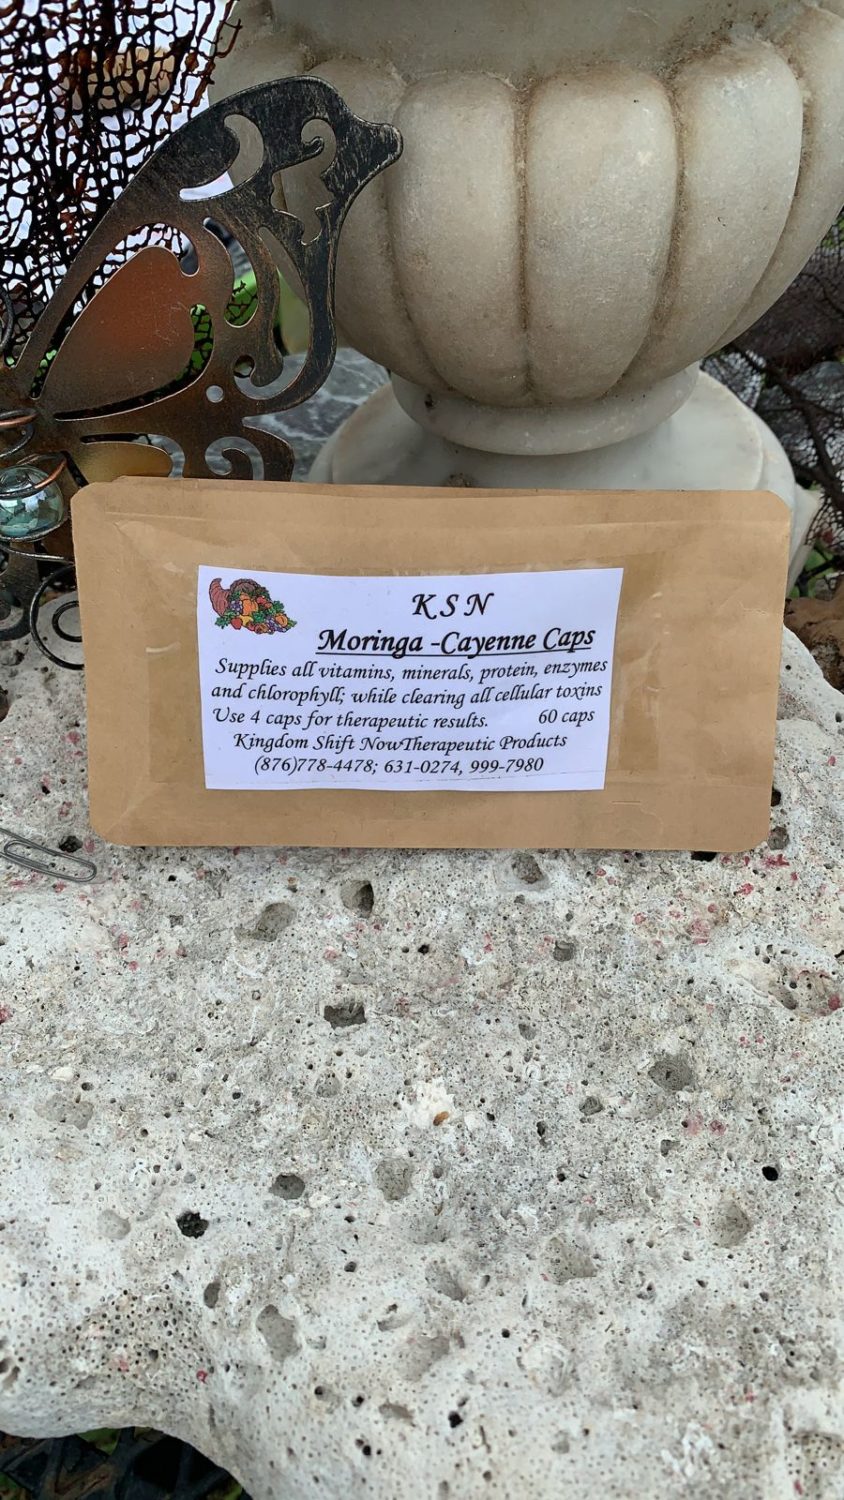 KSN
Moringa -Cayenne Caps
Supplies all vitamins, minerals, protein, enzymes
and chlorophyll; while clearing all cellular toxins
Use 4 caps for therapeutic results. 60 caps
Kingdom Shift NowTherapeutic Products
(876)778-4478; 631-0274, 999-7980